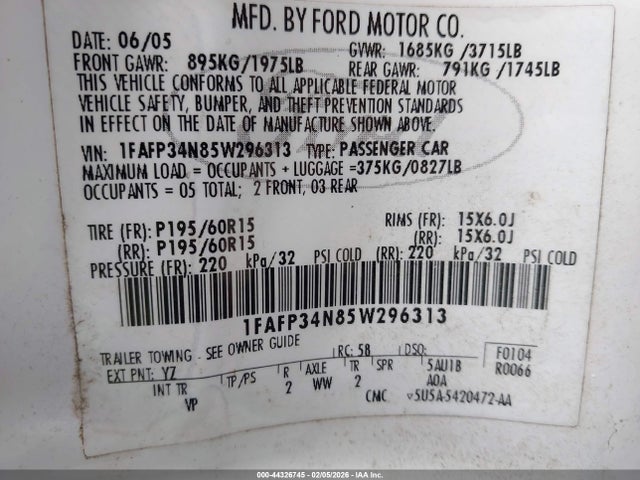 MFD. BY FORD MOTOR CO.
DATE: 06/05 GVWR: 1685KG/3715LB
FRONT GAWR: 895KG/1975LB REAR GAWR: 791KG/1745LB
THIS VEHICLE CONFORMS TO ALL APPLICABLE FEDERAL MOTOR
VEHICLE SAFETY, BUMPER, AND THEFT PREVENTION STANDARDS
IN EFFECT ON THE DATE OF MANUFACTURE SHOWN ABOVE.
VIN: 1FAFP34N85W296313 TYPE: PASSENGER CAR
MAXIMUM LOAD = OCCUPANTS + LUGGAGE =375KG/0827LB
OCCUPANTS = 05 TOTAL; 2 FRONT, 03 REAR
TIRE (FR): P195/60R15 RIMS (FR): 15X6.0J
(RR): P195/60R15 (RR): 15X6.0J
PRESSURE (FR): 220 kPa/32 PSI COLD (RR): 220 kPa/32 PSI COLD
1FAFP34N85W296313
TRAILER TOWING - SEE OWNER GUIDE RC: 58 DSO: F0104
EXT PNT: YZ R AXLE TR SPR 5AU1B R0066
INT TR TP/PS 2 WW 2 A0A
VP CMC ▽5U5A-5420472-AA
000-44326745 - 02/05/2026 - IAA Inc.